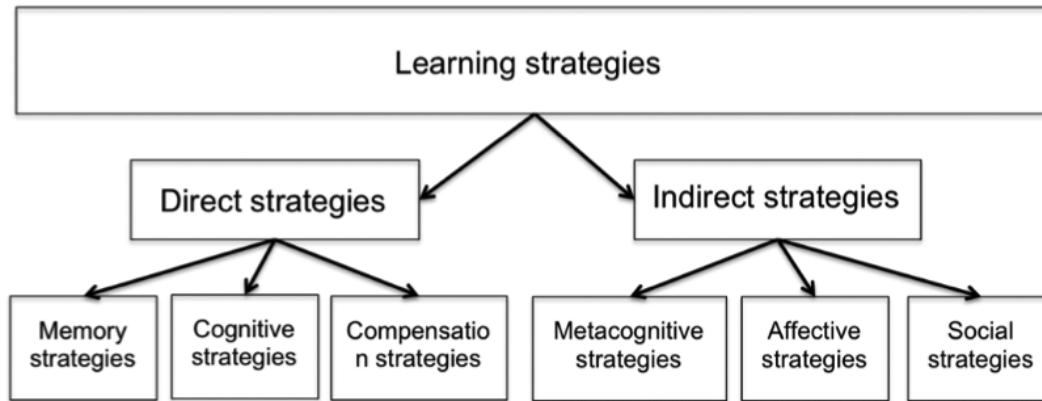 Learning strategies
Direct strategies
Indirect strategies
Memory
strategies
Cognitive
strategies
Compensatio
n strategies
Metacognitive
strategies
Affective
strategies
Social
strategies